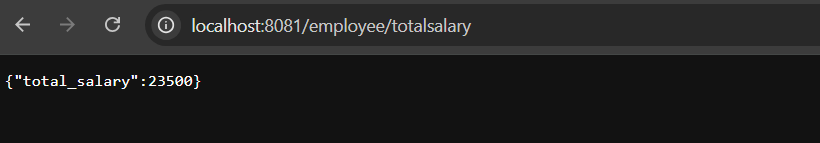 localhost:8081/employee/totalsalary
{"total_salary":23500}